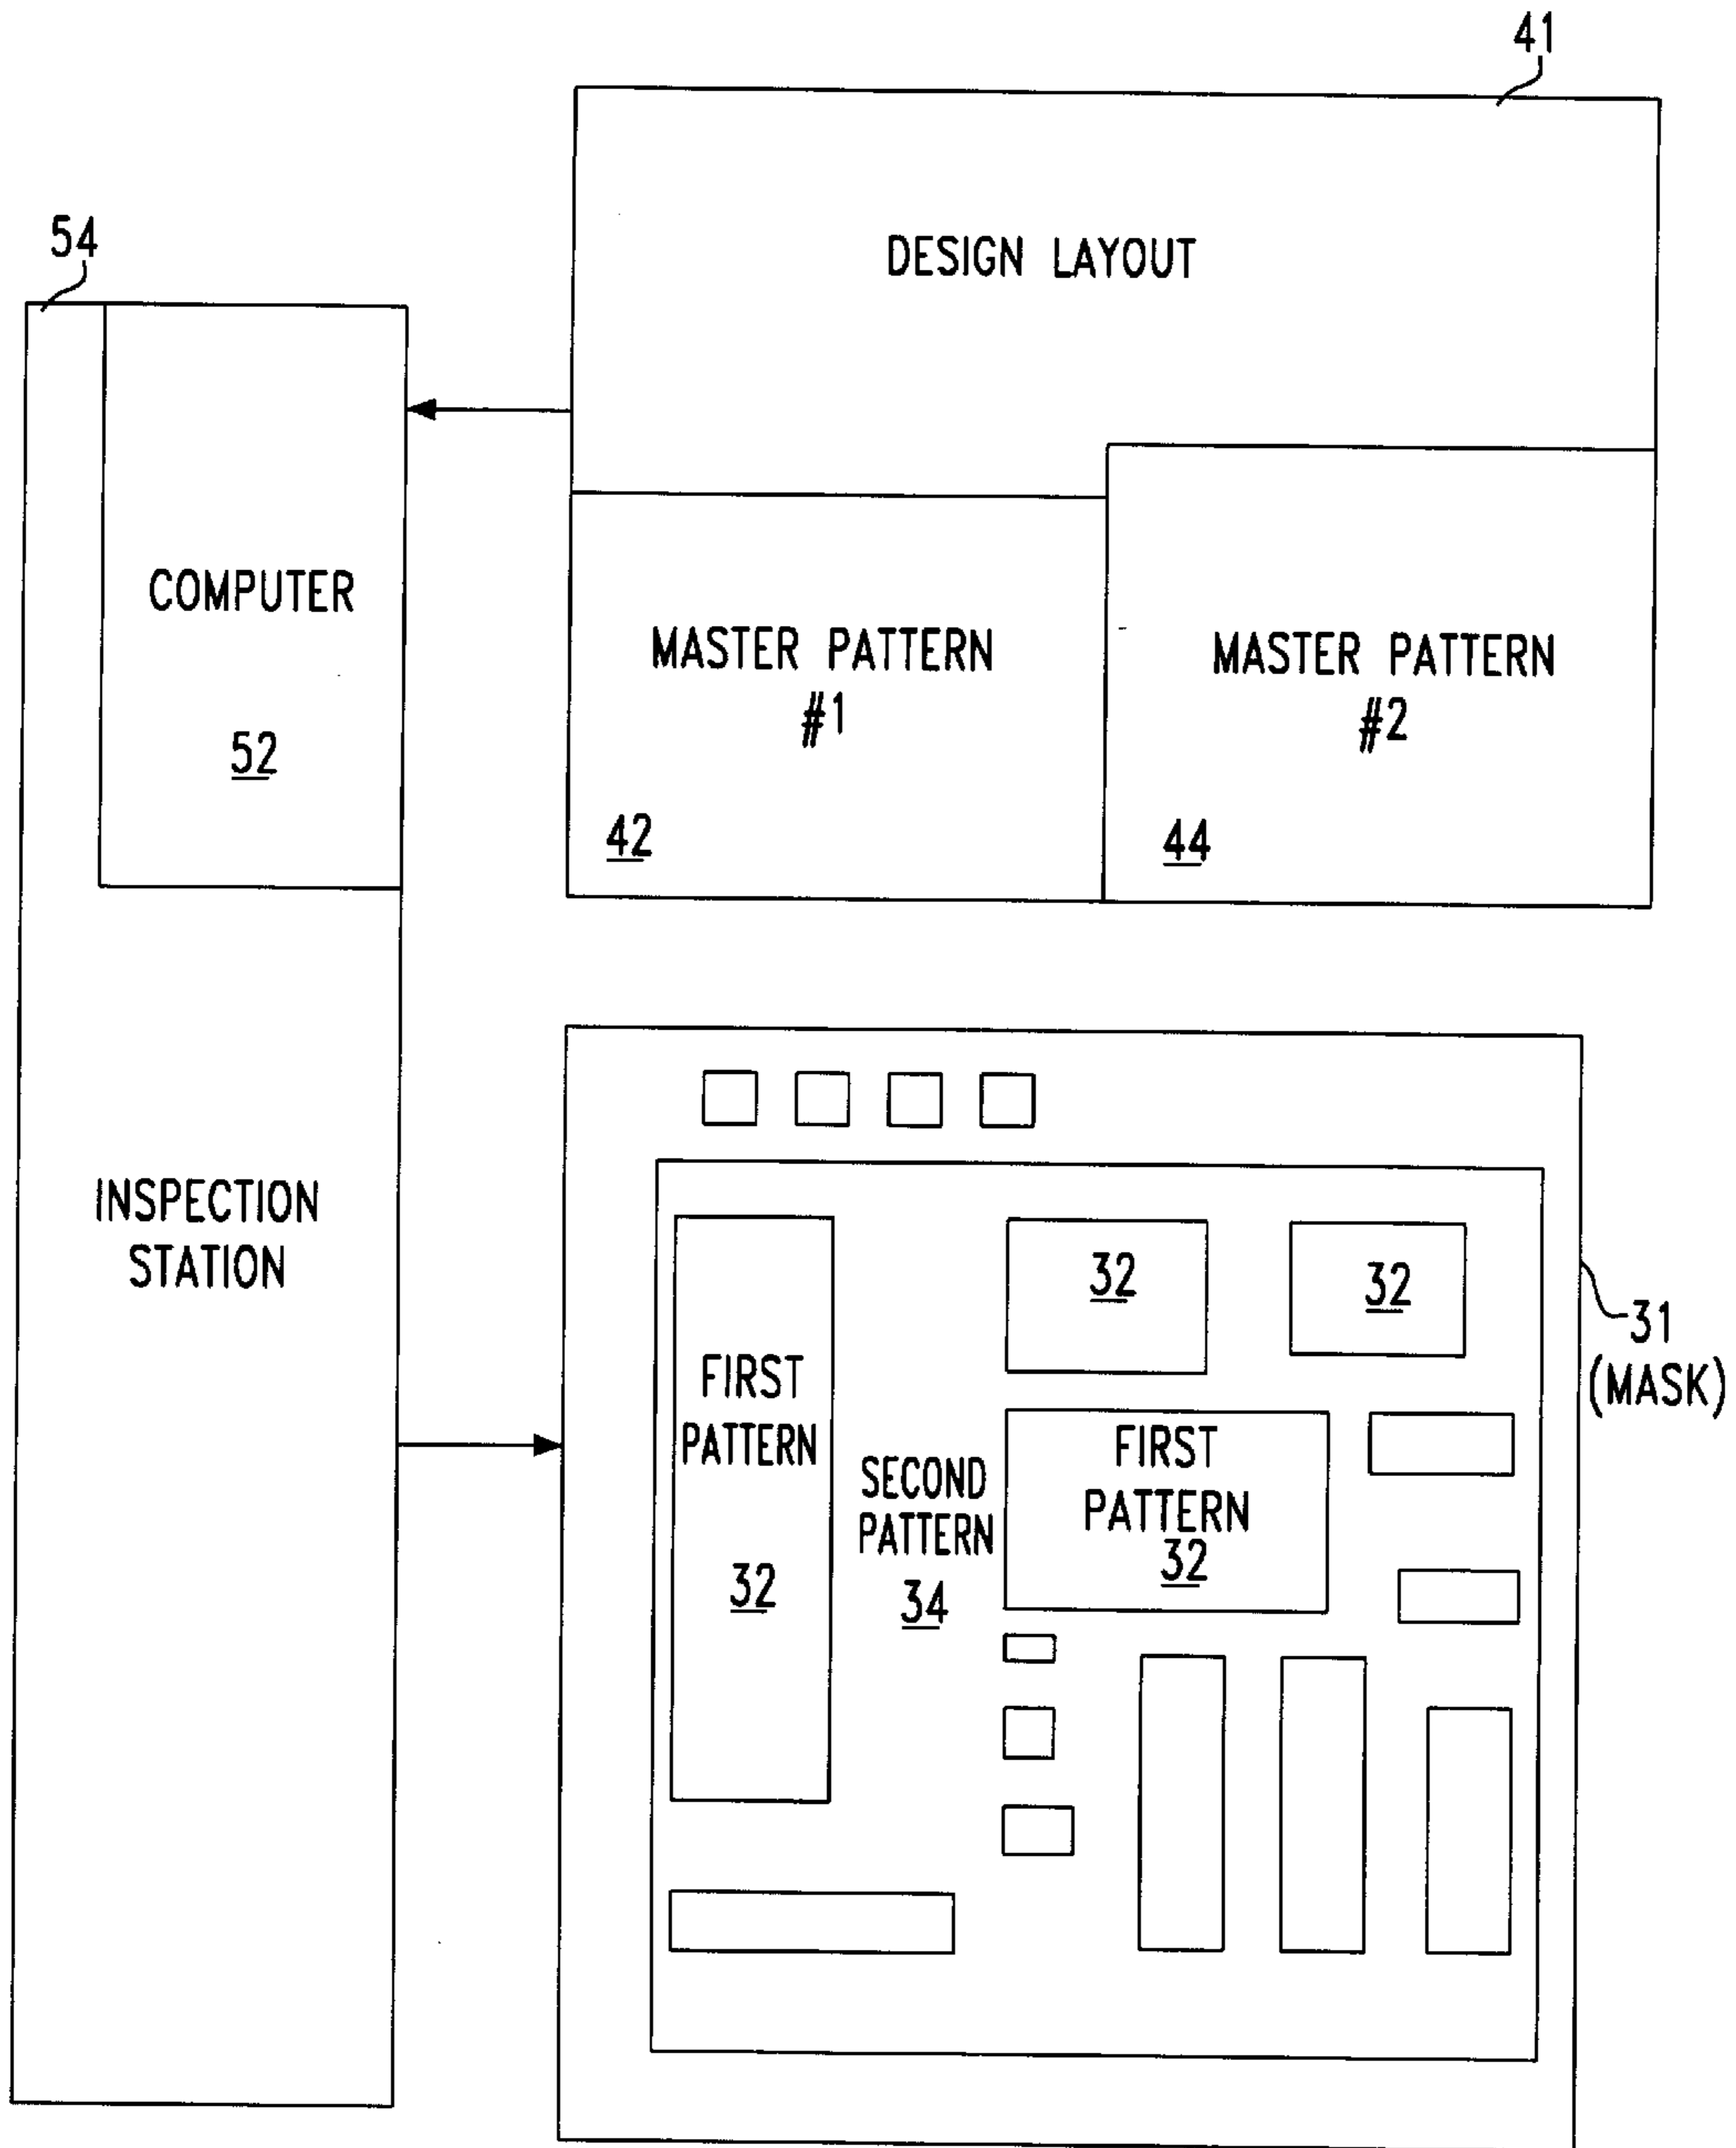 41
DESIGN LAYOUT
54
COMPUTER
52
MASTER PATTERN
#1
42
MASTER PATTERN
#2
44
INSPECTION
STATION
FIRST
PATTERN
32
SECOND
PATTERN
34
32
32
FIRST
PATTERN
32
31
(MASK)